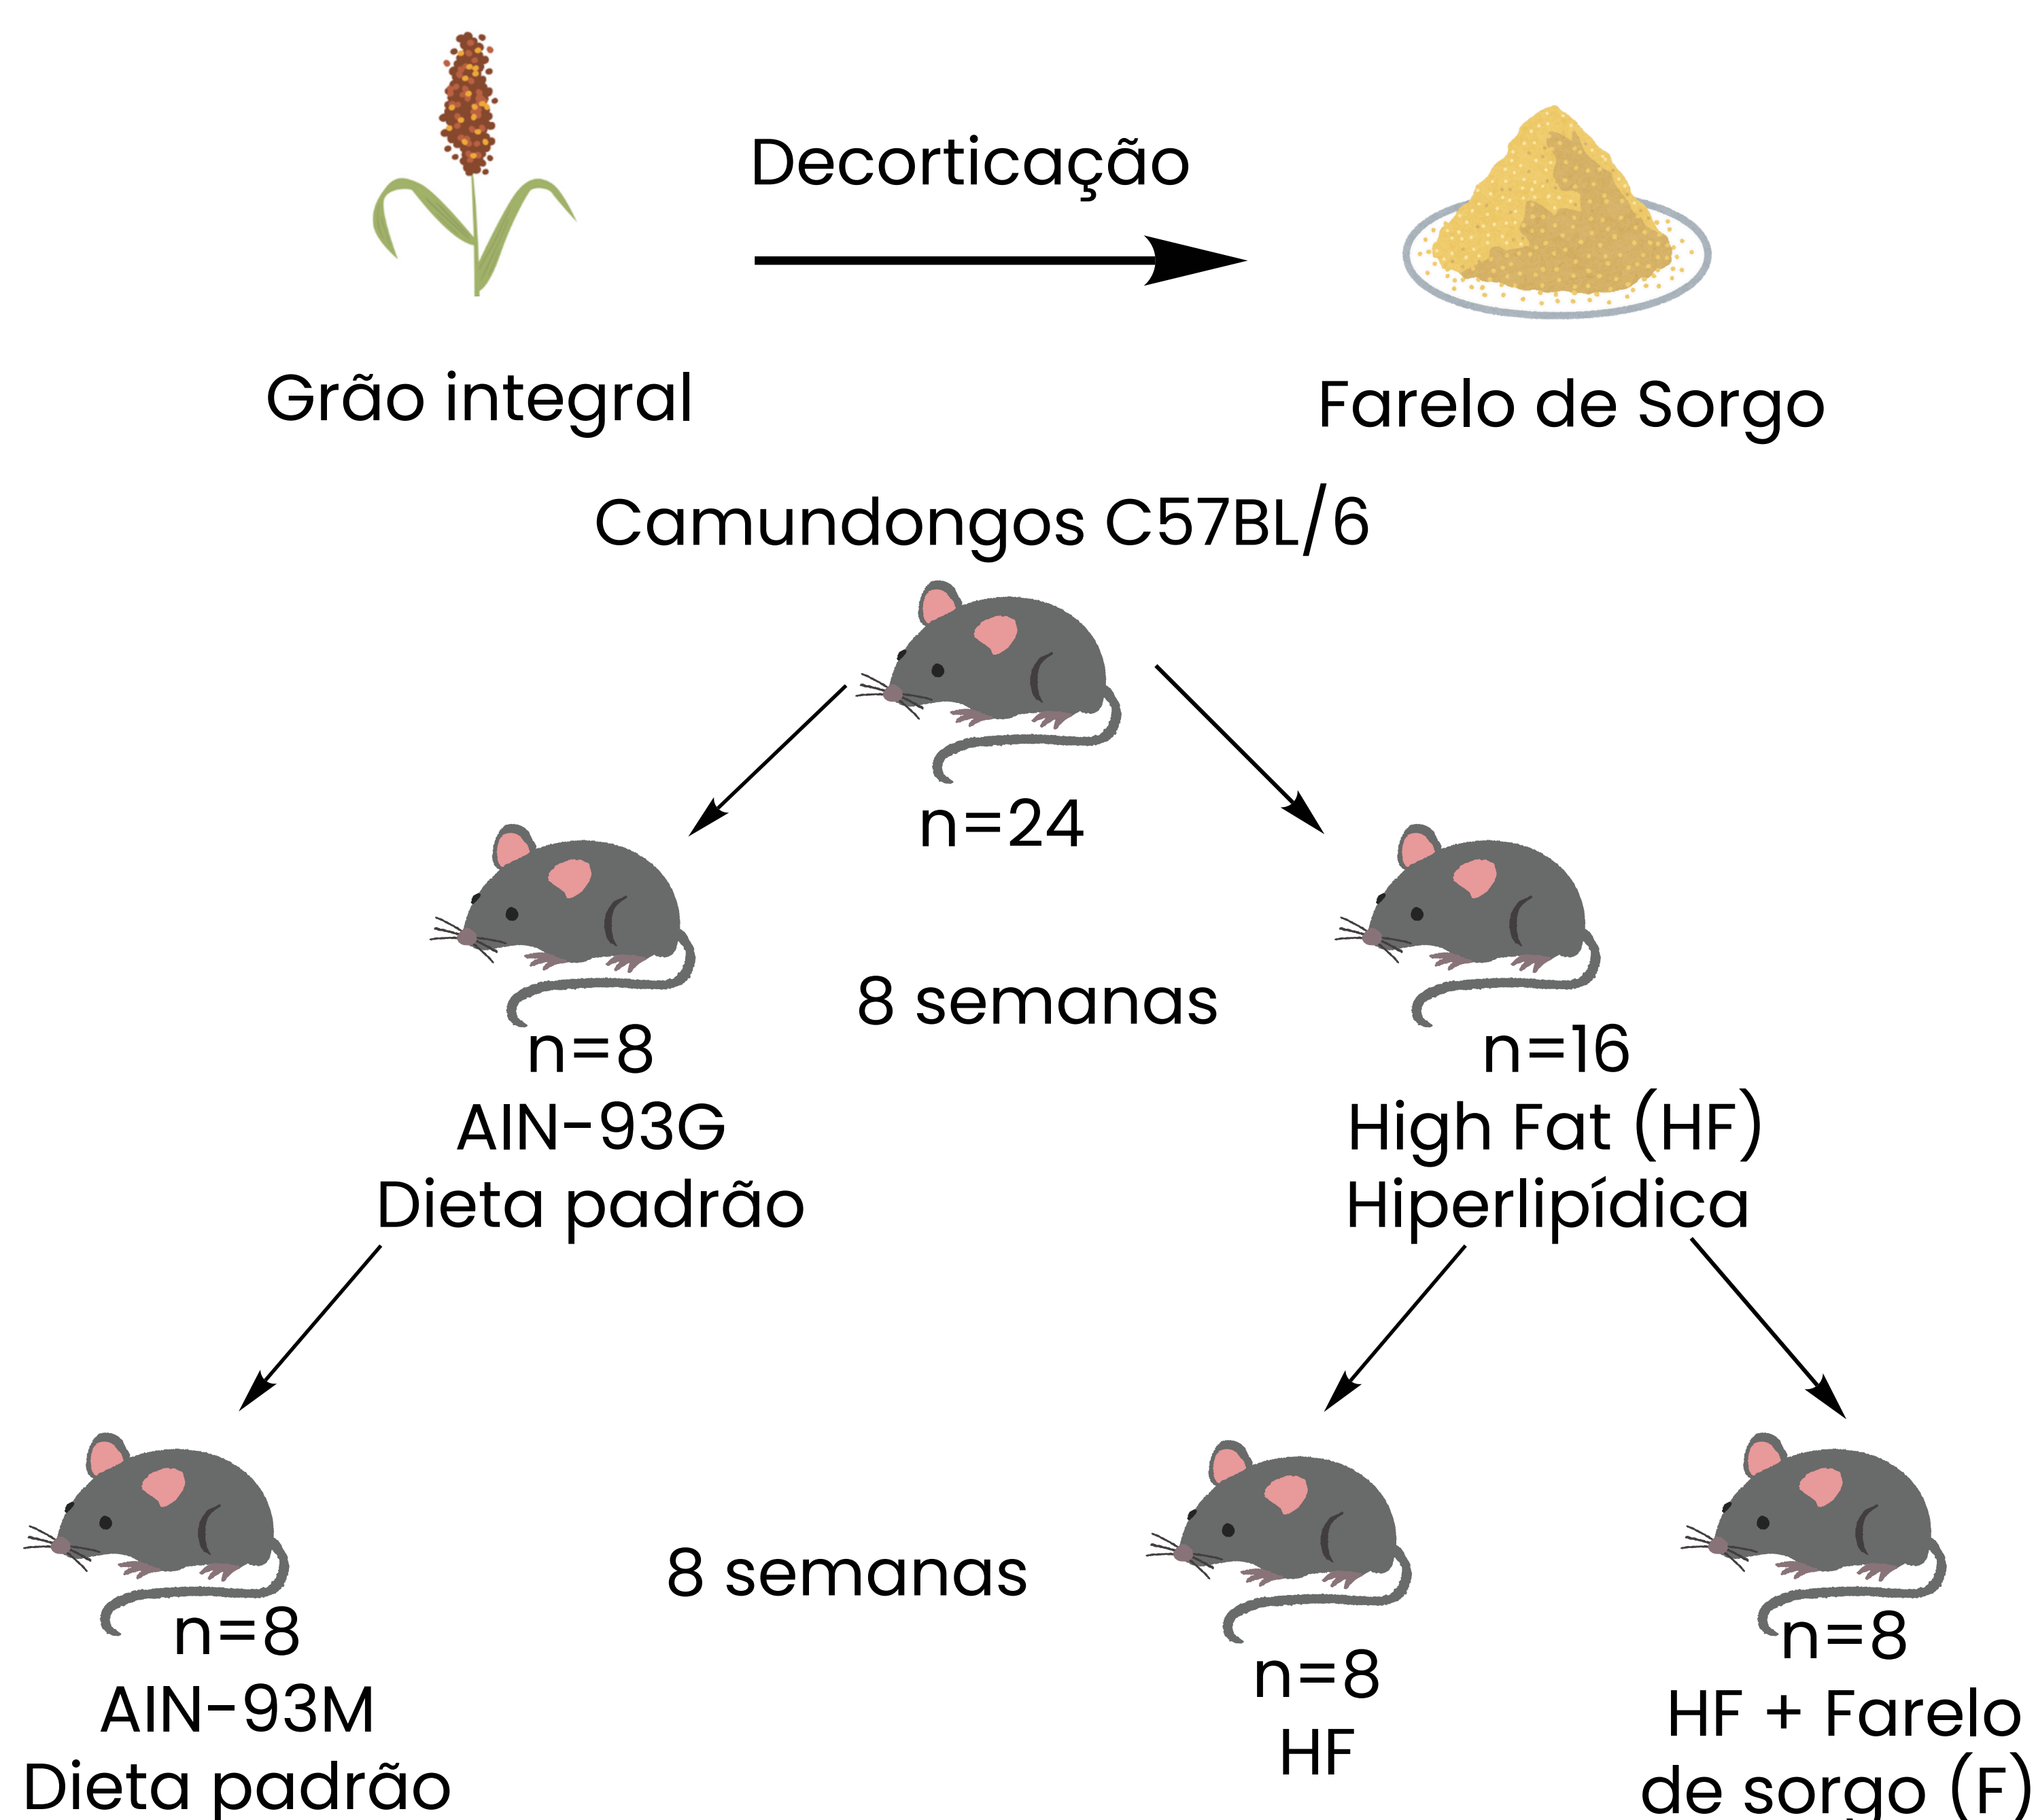 Decorticação
Grão integral
Farelo de Sorgo
Camundongos C57BL/6
n=24
8 semanas
n=8
AIN-93G
Dieta padrão
n=16
High Fat (HF)
Hiperlipídica
8 semanas
n=8
AIN-93M
Dieta padrão
n=8
HF
n=8
HF + Farelo
de sorgo (F)